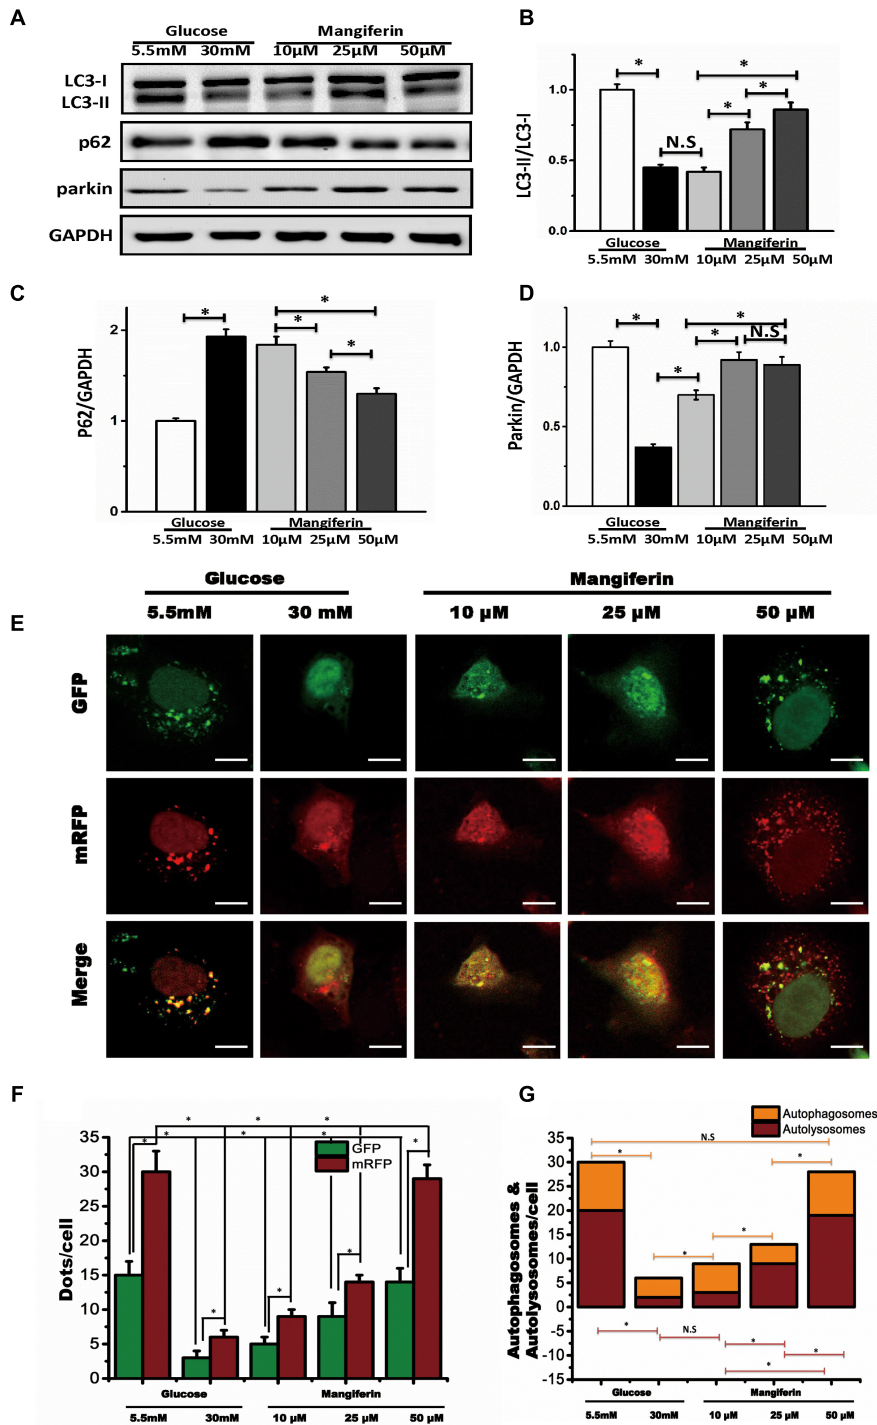 A
Glucose Mangiferin
5.5mM 30mM 10μM 25μM 50μM
LC3-I
LC3-II
p62
parkin
GAPDH
B
LC3-II/LC3-I
1.0
0.5
0.0
* N.S * * *
Glucose Mangiferin
5.5mM 30mM 10μM 25μM 50μM
C
P62/GAPDH
2
1
0
* * * *
Glucose Mangiferin
5.5mM 30mM 10μM 25μM 50μM
D
Parkin/GAPDH
1.0
0.5
0.0
* * * * N.S
Glucose Mangiferin
5.5mM 30mM 10μM 25μM 50μM
E
Glucose Mangiferin
5.5mM 30 mM 10 μM 25 μM 50 μM
GFP
mRFP
Merge
F
Dots/cell
35
30
25
20
15
10
5
0
* * * *
* * * * *
GFP
mRFP
* * *
Glucose Mangiferin
5.5mM 30mM 10 μM 25 μM 50 μM
G
Autophagosomes &
Autolysosomes/cell
Autophagosomes
Autolysosomes
35
30
25
20
15
10
5
0
-5
-10
-15
N.S
* * * *
* N.S * * *
Glucose Mangiferin
5.5mM 30mM 10 μM 25 μM 50 μM